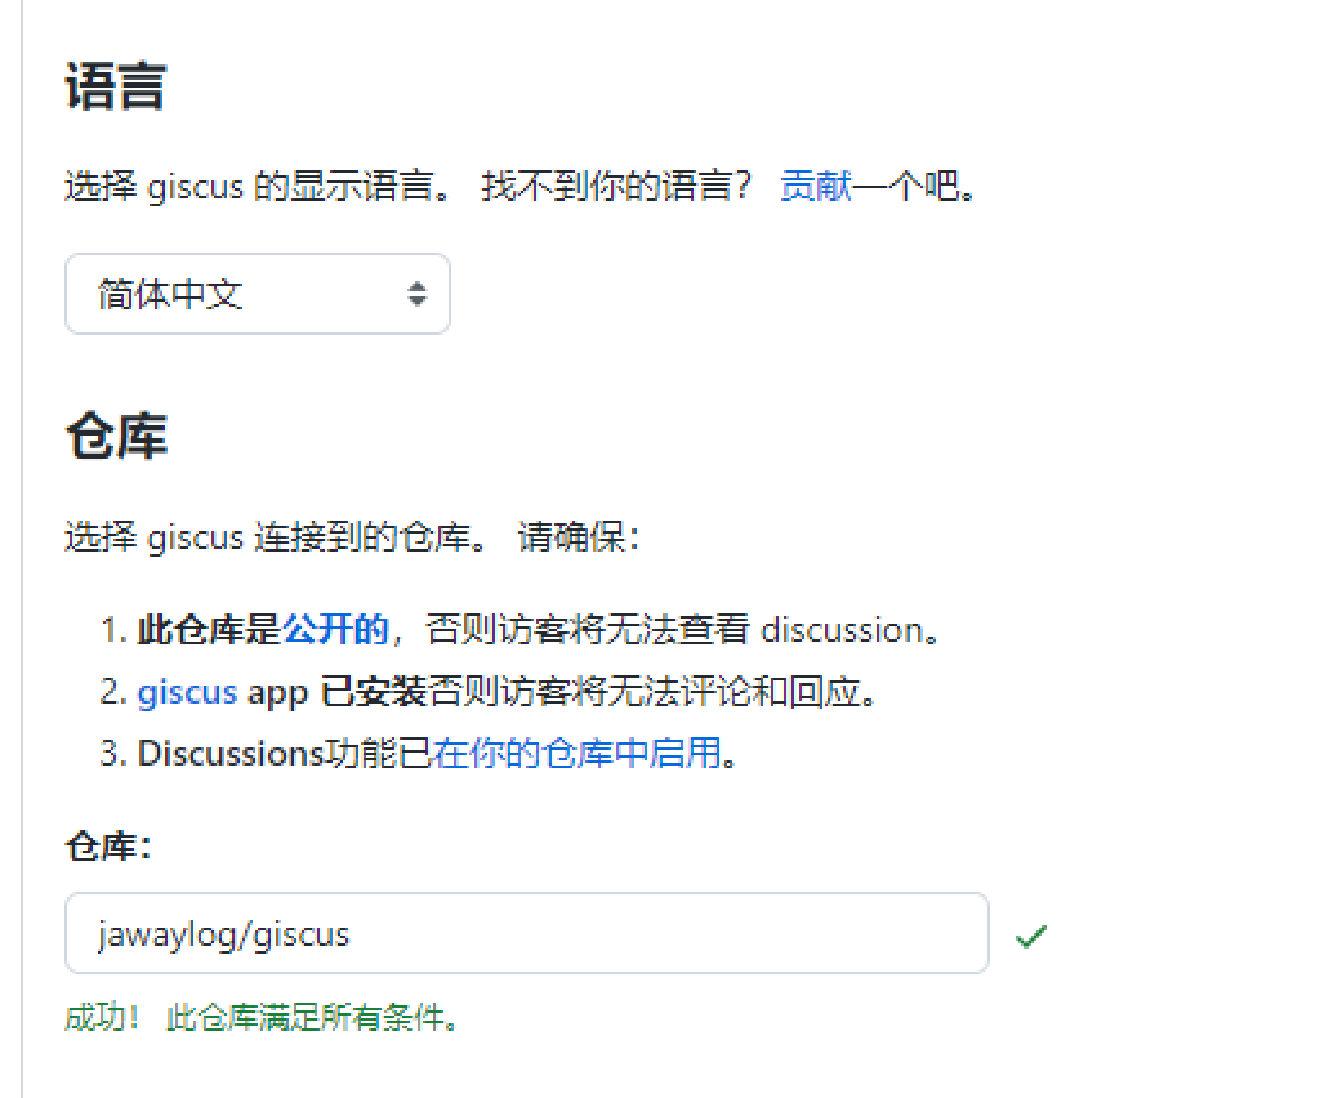 语言
选择 giscus 的显示语言。 找不到你的语言？ 贡献一个吧。
简体中文
仓库
选择 giscus 连接到的仓库。 请确保：
1. 此仓库是公开的，否则访客将无法查看 discussion。
2. giscus app 已安装否则访客将无法评论和回应。
3. Discussions功能已在你的仓库中启用。
仓库：
jawaylog/giscus
成功！ 此仓库满足所有条件。